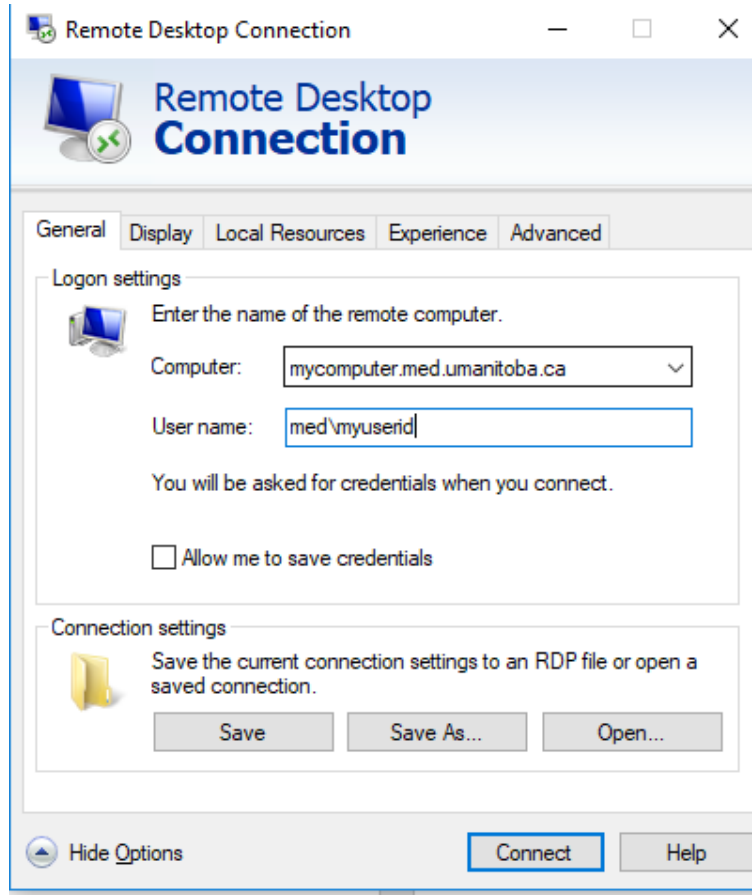 Remote Desktop Connection
Remote Desktop
Connection
General Display Local Resources Experience Advanced
Logon settings
Enter the name of the remote computer.
Computer: mycomputer.med.umanitoba.ca
User name: med\myuserid
You will be asked for credentials when you connect.
Allow me to save credentials
Connection settings
Save the current connection settings to an RDP file or open a
saved connection.
Save Save As... Open...
Hide Options Connect Help